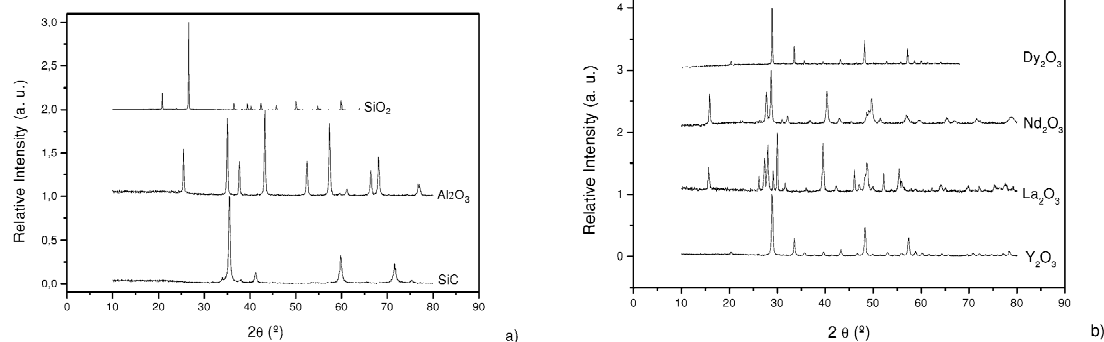 3,0
2,5
2,0
1,5
1,0
0,5
0,0
Relative Intensity (a. u.)
SiO2
Al2O3
SiC
0 10 20 30 40 50 60 70 80 90
2θ (º)
a)
4
3
2
1
0
Relative Intensity (a. u.)
Dy2O3
Nd2O3
La2O3
Y2O3
0 10 20 30 40 50 60 70 80 90
2 θ (º)
b)